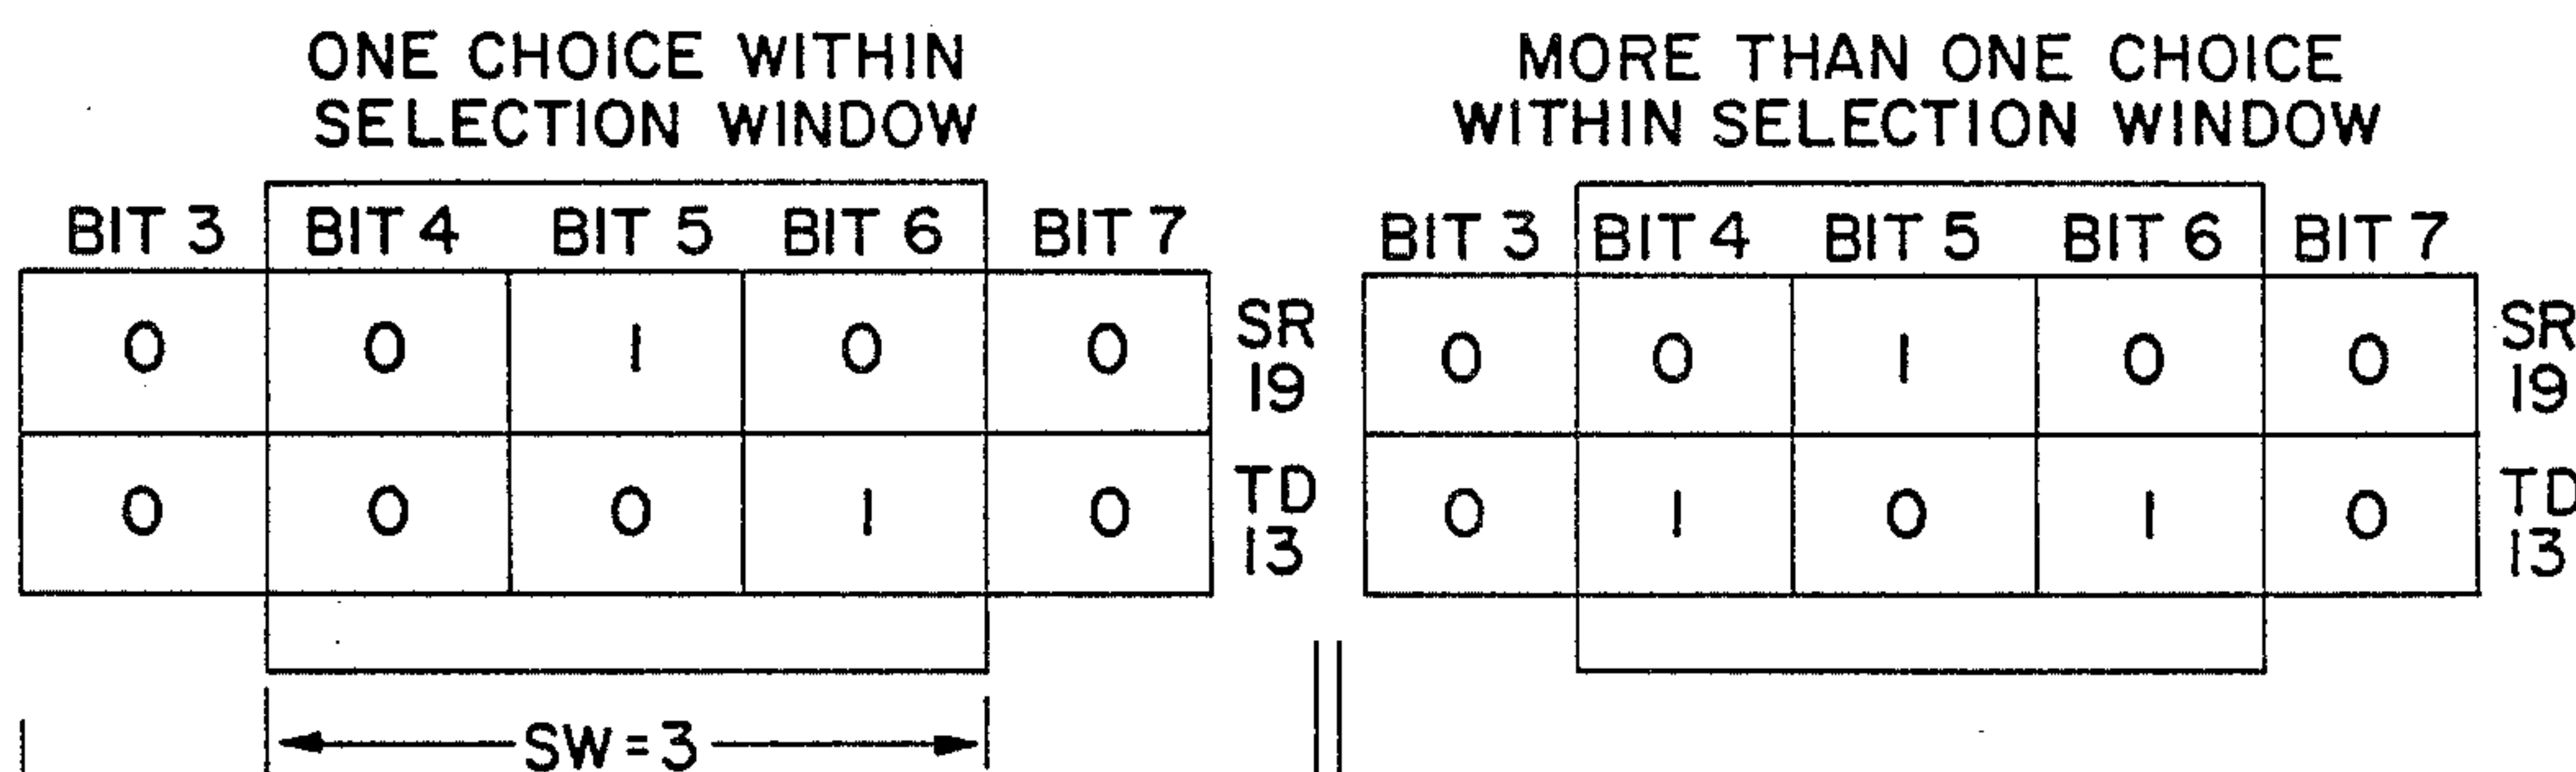 ONE CHOICE WITHIN
SELECTION WINDOW
BIT 3 BIT 4 BIT 5 BIT 6 BIT 7
0 0 1 0 0 SR 19
0 0 0 1 0 TD 13
SW=3
MORE THAN ONE CHOICE
WITHIN SELECTION WINDOW
BIT 3 BIT 4 BIT 5 BIT 6 BIT 7
0 0 1 0 0 SR 19
0 1 0 1 0 TD 13